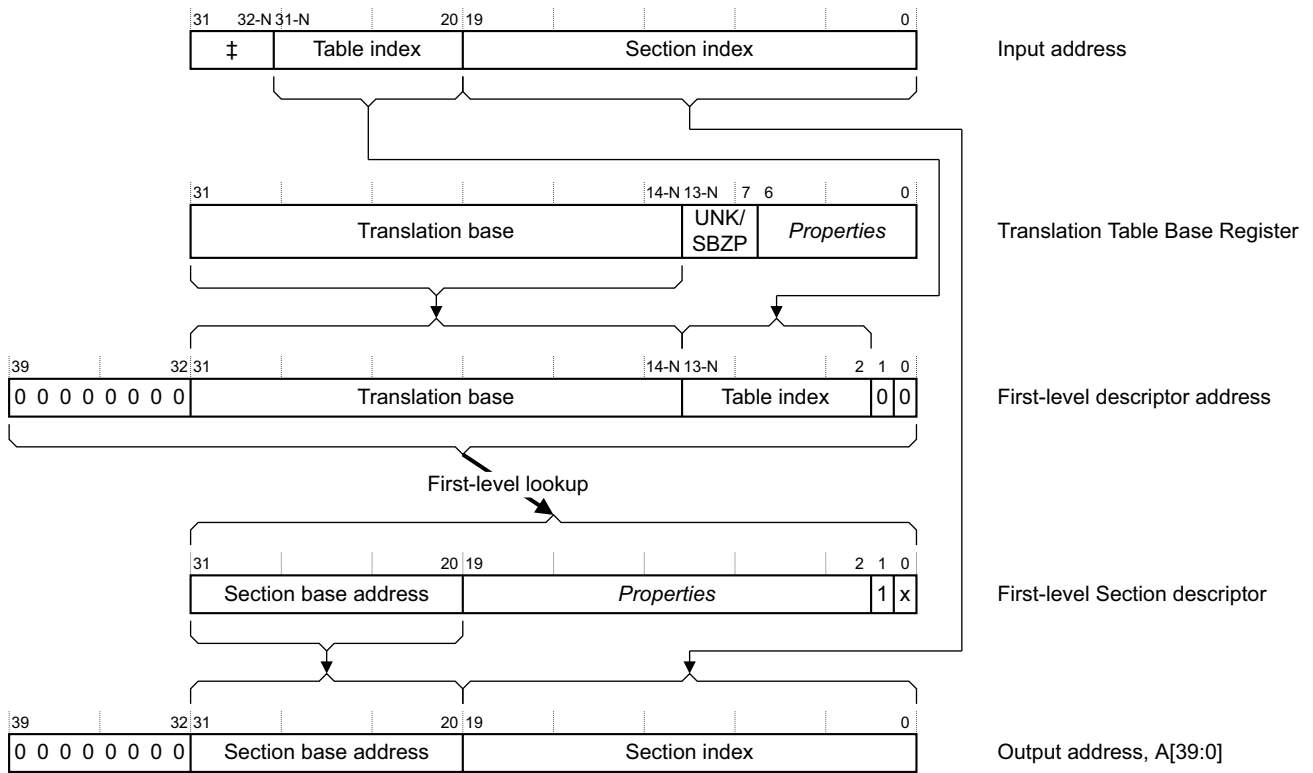 31 32-N 31-N 20 19 0
‡ Table index Section index Input address
31 14-N 13-N 7 6 0
Translation base UNK/ SBZP Properties Translation Table Base Register
39 32 31 14-N 13-N 2 1 0
0 0 0 0 0 0 0 0 Translation base Table index 0 0 First-level descriptor address
First-level lookup
31 20 19 2 1 0
Section base address Properties 1 x First-level Section descriptor
39 32 31 20 19 0
0 0 0 0 0 0 0 0 Section base address Section index Output address, A[39:0]